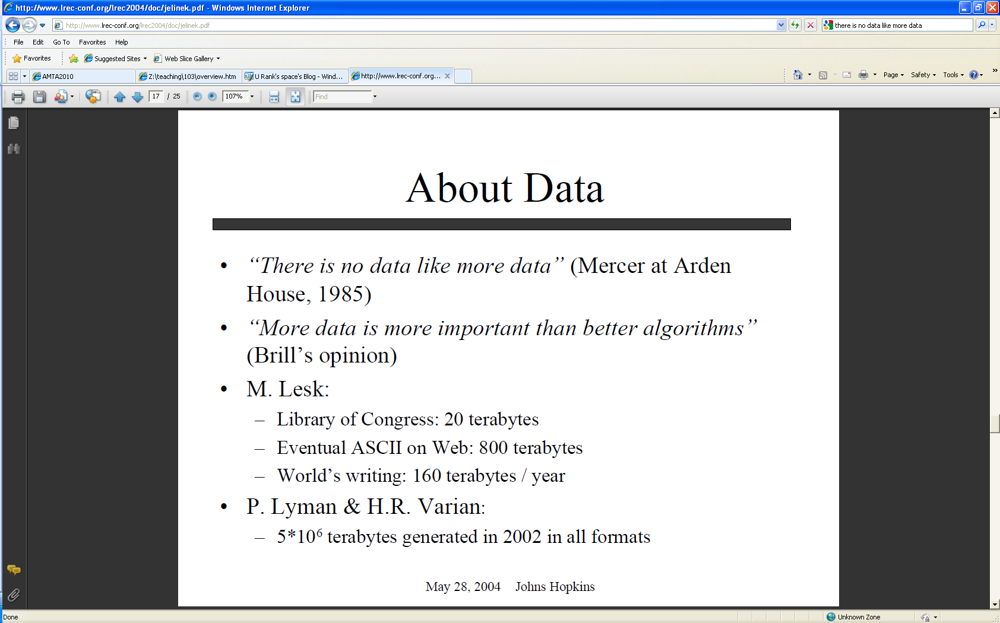 http://www.lrec-conf.org/lrec2004/doc/jelinek.pdf - Windows Internet Explorer
http://www.lrec-conf.org/lrec2004/doc/jelinek.pdf there is no data like more data
File Edit Go To Favorites Help
Favorites Suggested Sites Web Slice Gallery
AMTA2010 Z:\teaching\103\overview.htm U Rank's space's Blog - Wind... http://www.lrec-conf.org... Page Safety Tools
17 / 25 107% Find
About Data
• “There is no data like more data” (Mercer at Arden
House, 1985)
• “More data is more important than better algorithms”
(Brill’s opinion)
• M. Lesk:
– Library of Congress: 20 terabytes
– Eventual ASCII on Web: 800 terabytes
– World’s writing: 160 terabytes / year
• P. Lyman & H.R. Varian:
– 5*10⁶ terabytes generated in 2002 in all formats
May 28, 2004 Johns Hopkins
Done Unknown Zone